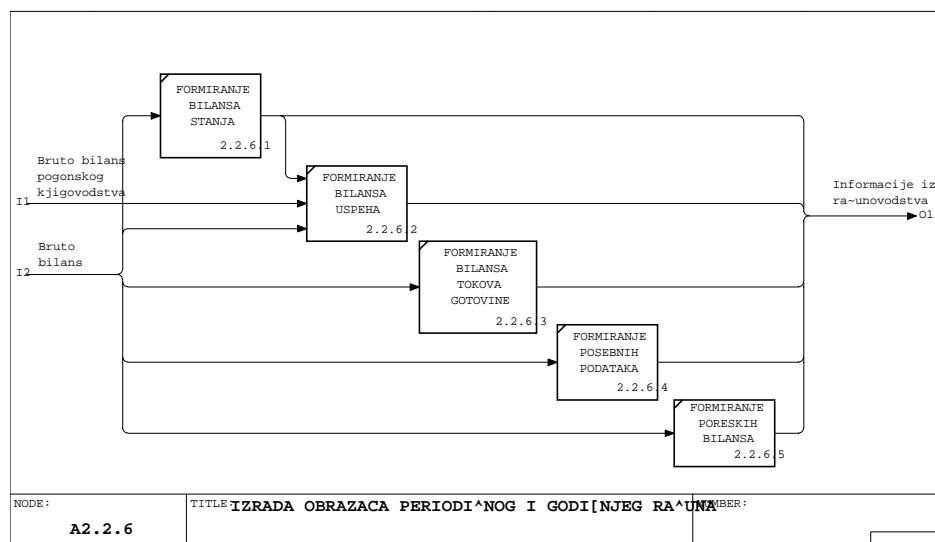 FORMIRANJE
BILANSA
STANJA
2.2.6.1
Bruto bilans
pogonskog
kjigovodstva
I1
FORMIRANJE
BILANSA
USPEHA
2.2.6.2
Informacije iz
ra~unovodstva
O1
Bruto
bilans
I2
FORMIRANJE
BILANSA
TOKOVA
GOTOVINE
2.2.6.3
FORMIRANJE
POSEBNIH
PODATAKA
2.2.6.4
FORMIRANJE
PORESKIH
BILANSA
2.2.6.5
NODE:
A2.2.6
TITLE:
IZRADA OBRAZACA PERIODI^NOG I GODI[NJEG RA^UNA